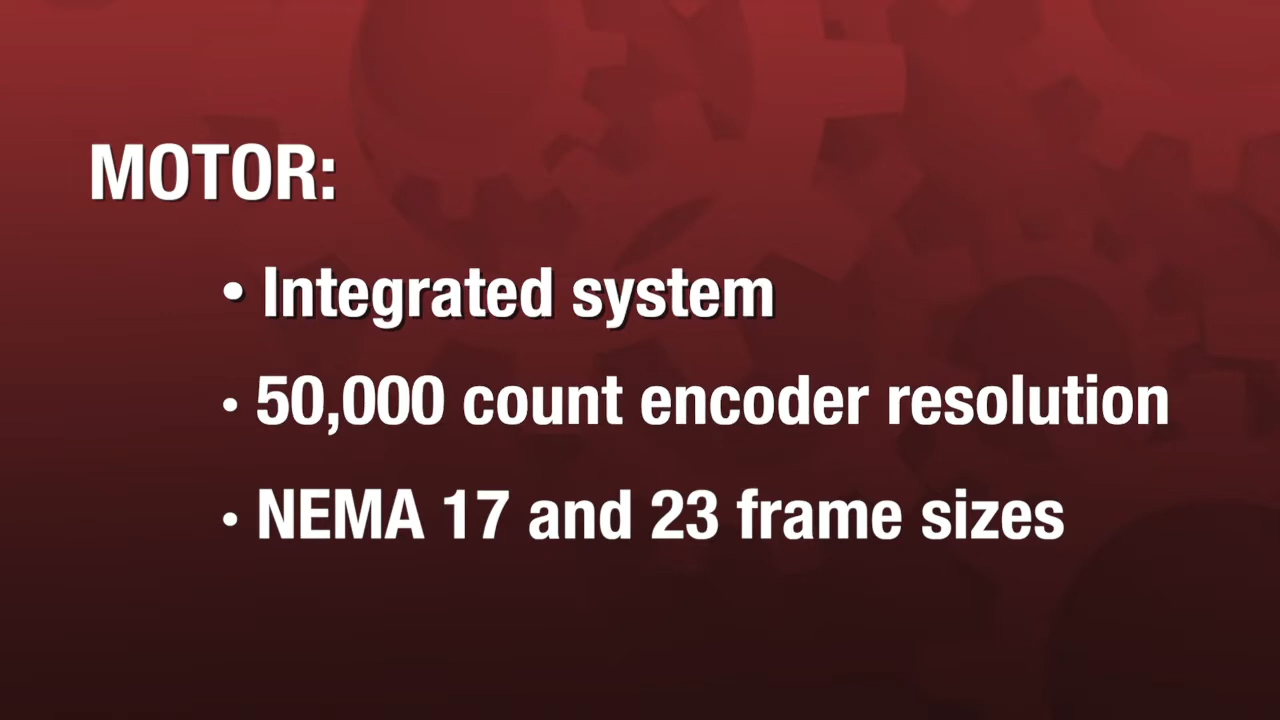 MOTOR:
• Integrated system
• 50,000 count encoder resolution
• NEMA 17 and 23 frame sizes